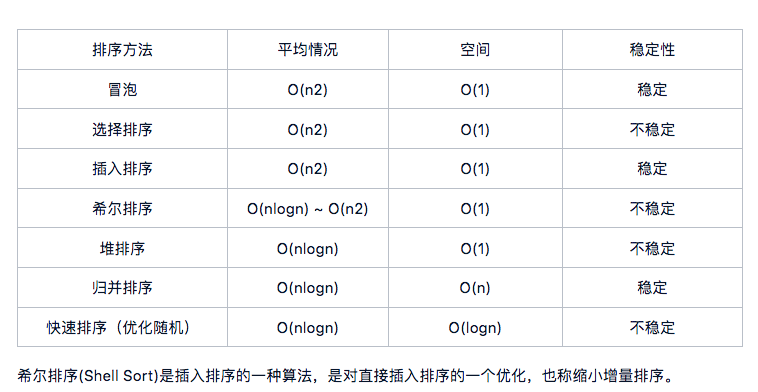 排序方法 平均情况 空间 稳定性
冒泡 O(n2) O(1) 稳定
选择排序 O(n2) O(1) 不稳定
插入排序 O(n2) O(1) 稳定
希尔排序 O(nlogn) ~ O(n2) O(1) 不稳定
堆排序 O(nlogn) O(1) 不稳定
归并排序 O(nlogn) O(n) 稳定
快速排序（优化随机） O(nlogn) O(logn) 不稳定
希尔排序(Shell Sort)是插入排序的一种算法，是对直接插入排序的一个优化，也称缩小增量排序。